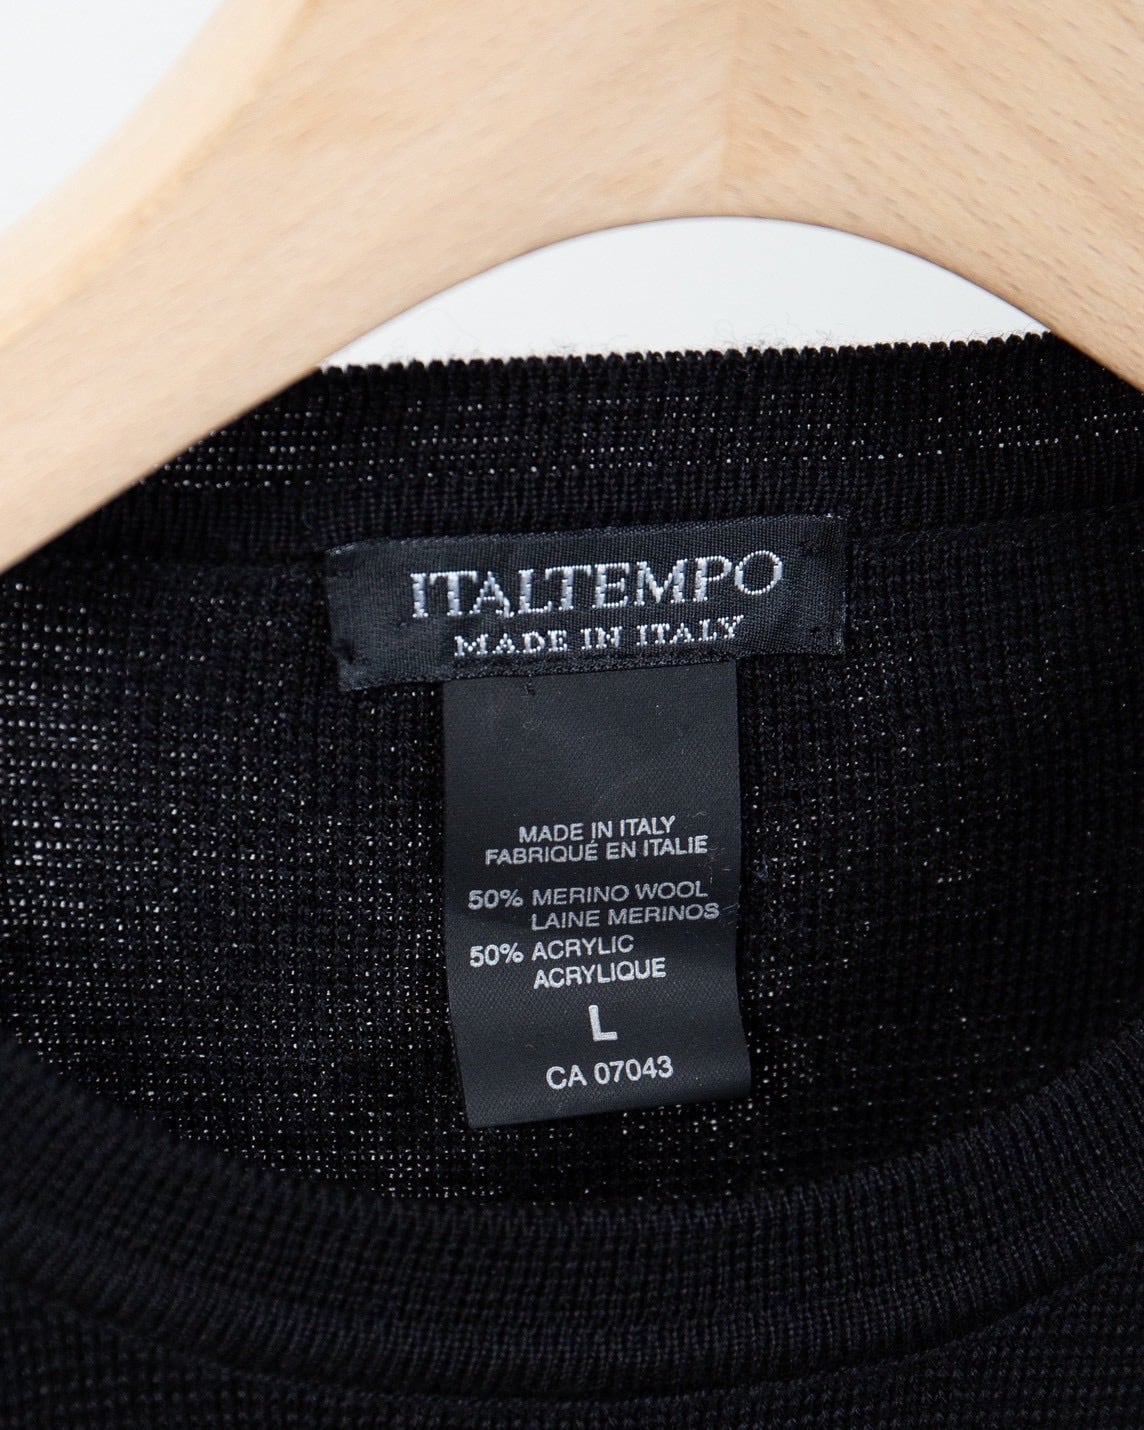 ITALTEMPO
MADE IN ITALY
MADE IN ITALY
FABRIQUÉ EN ITALIE
50% MERINO WOOL
LAINE MERINOS
50% ACRYLIC
ACRYLIQUE
L
CA 07043